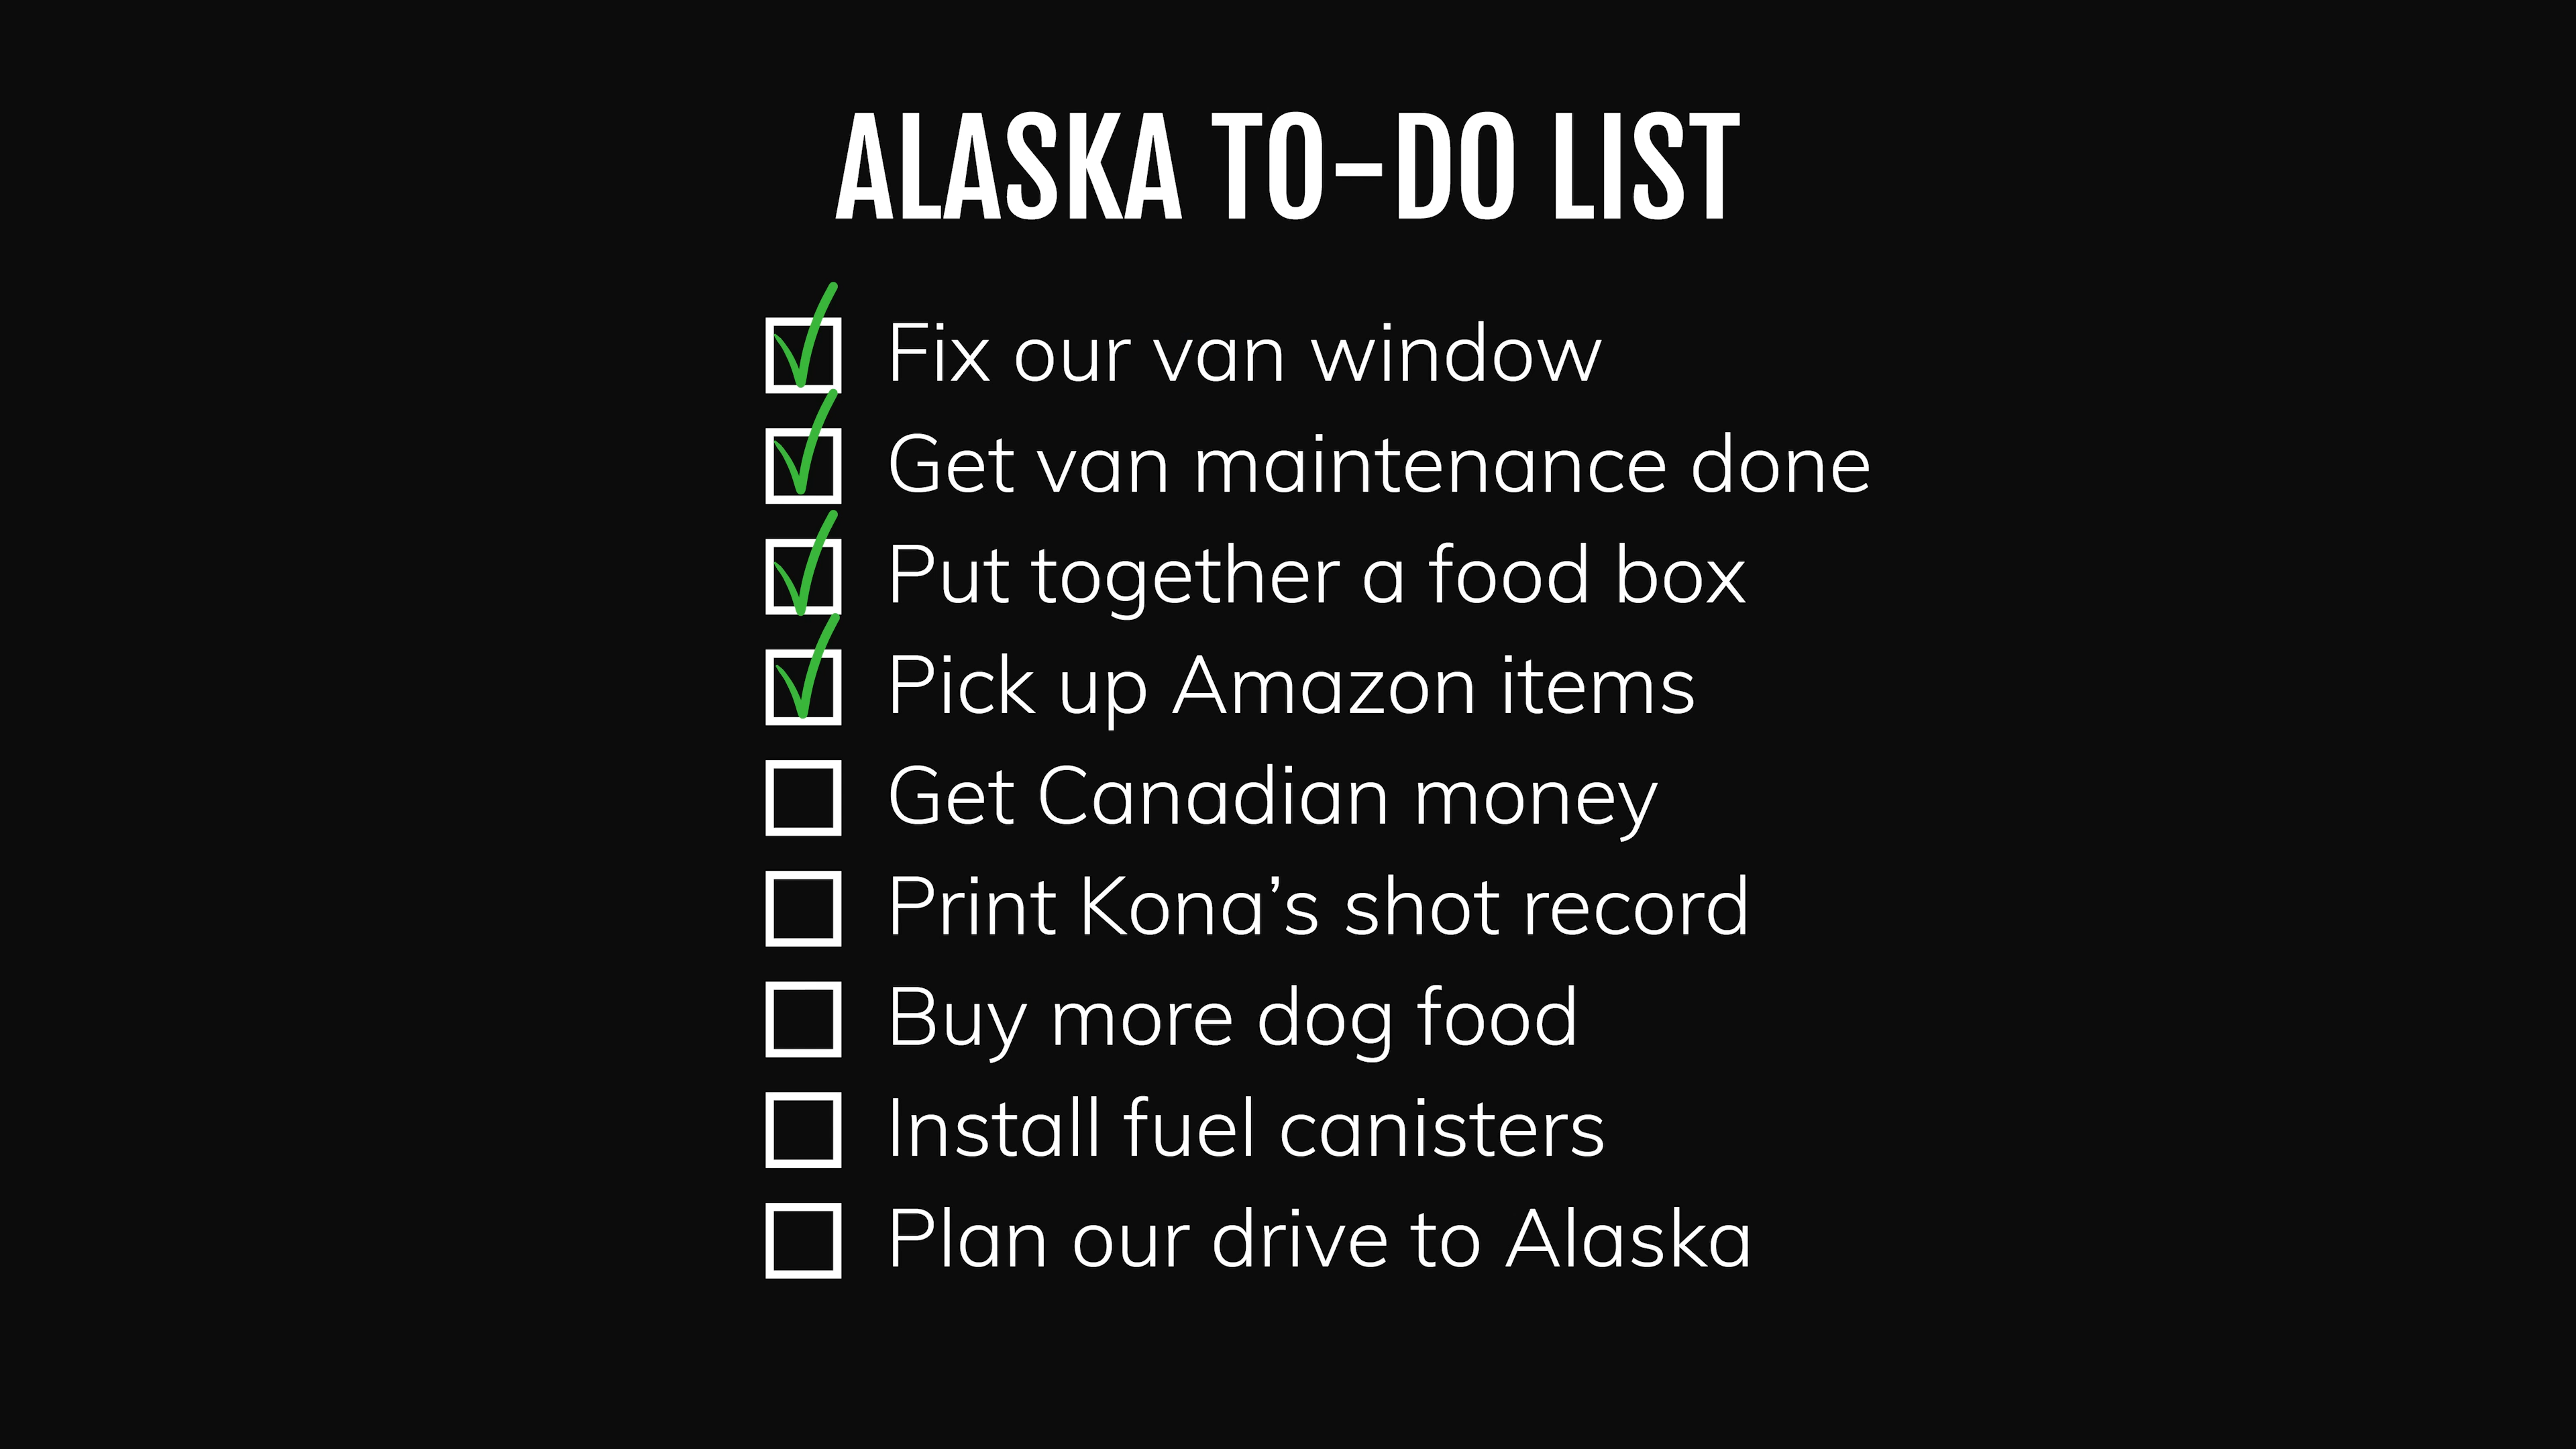 ALASKA TO-DO LIST
Fix our van window
Get van maintenance done
Put together a food box
Pick up Amazon items
Get Canadian money
Print Kona’s shot record
Buy more dog food
Install fuel canisters
Plan our drive to Alaska